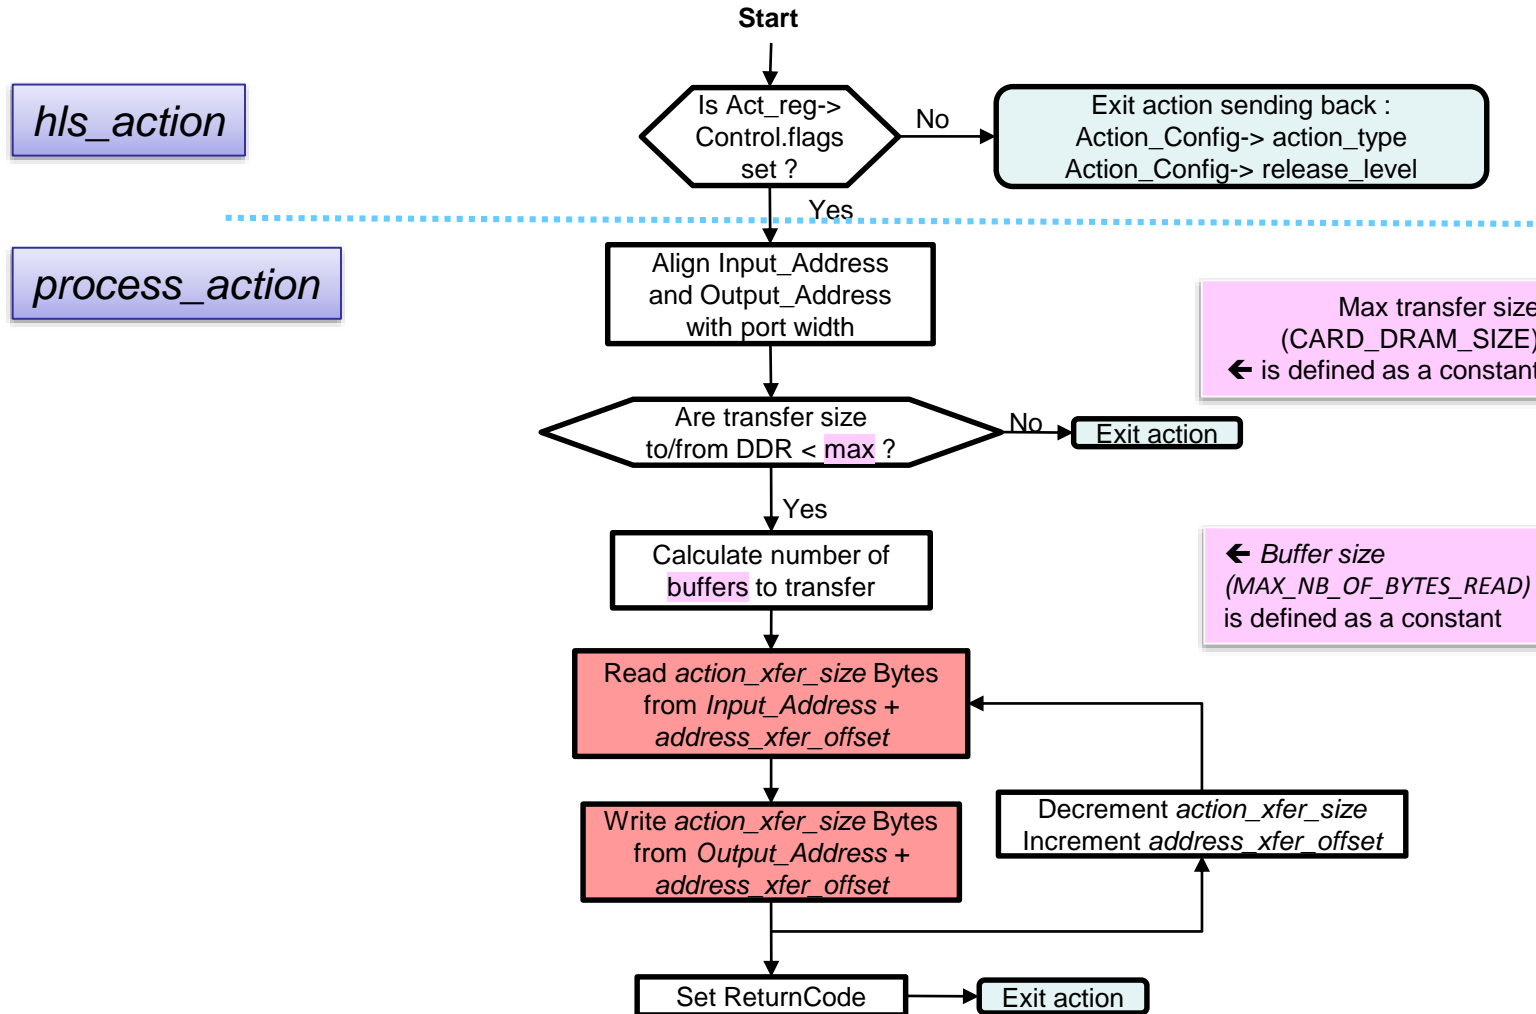 Start
hls_action
Is Act_reg->
Control.flags
set ?
No
Exit action sending back :
Action_Config-> action_type
Action_Config-> release_level
Yes
process_action
Align Input_Address
and Output_Address
with port width
Max transfer size
(CARD_DRAM_SIZE)
← is defined as a constant
Are transfer size
to/from DDR < max ?
No
Exit action
Yes
Calculate number of
buffers to transfer
← Buffer size
(MAX_NB_OF_BYTES_READ)
is defined as a constant
Read action_xfer_size Bytes
from Input_Address +
address_xfer_offset
Decrement action_xfer_size
Increment address_xfer_offset
Write action_xfer_size Bytes
from Output_Address +
address_xfer_offset
Set ReturnCode
Exit action